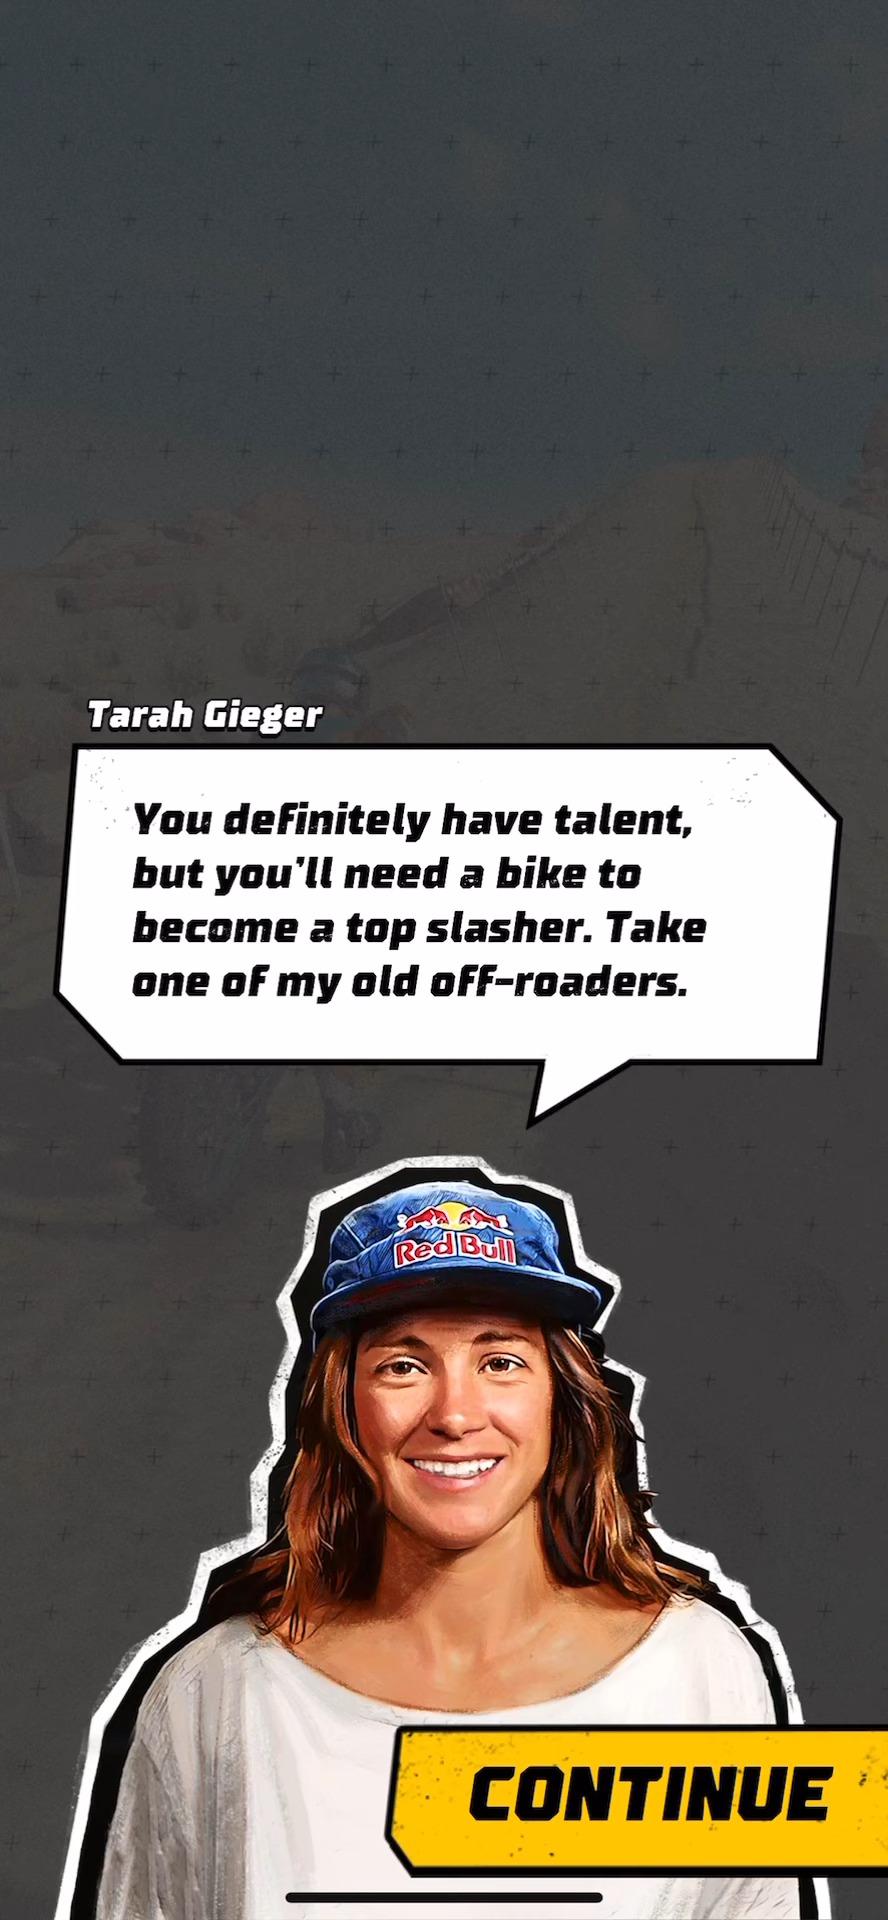 Tarah Gieger
You definitely have talent,
but you'll need a bike to
become a top slasher. Take
one of my old off-roaders.
Red Bull
CONTINUE